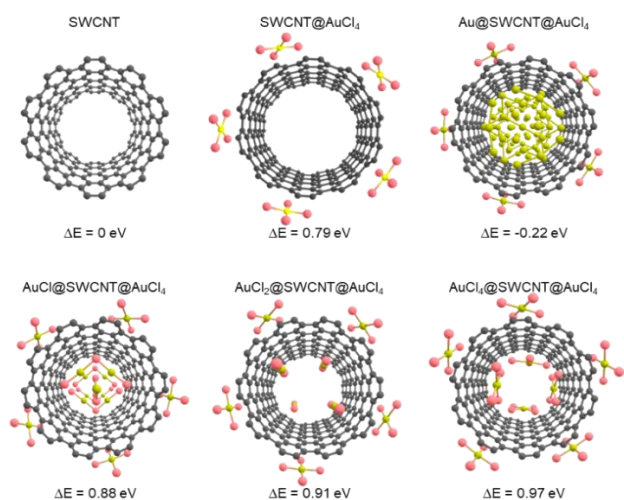 SWCNT
SWCNT@AuCl₄
Au@SWCNT@AuCl₄
ΔE = 0 eV
ΔE = 0.79 eV
ΔE = -0.22 eV
AuCl@SWCNT@AuCl₄
AuCl₂@SWCNT@AuCl₄
AuCl₄@SWCNT@AuCl₄
ΔE = 0.88 eV
ΔE = 0.91 eV
ΔE = 0.97 eV